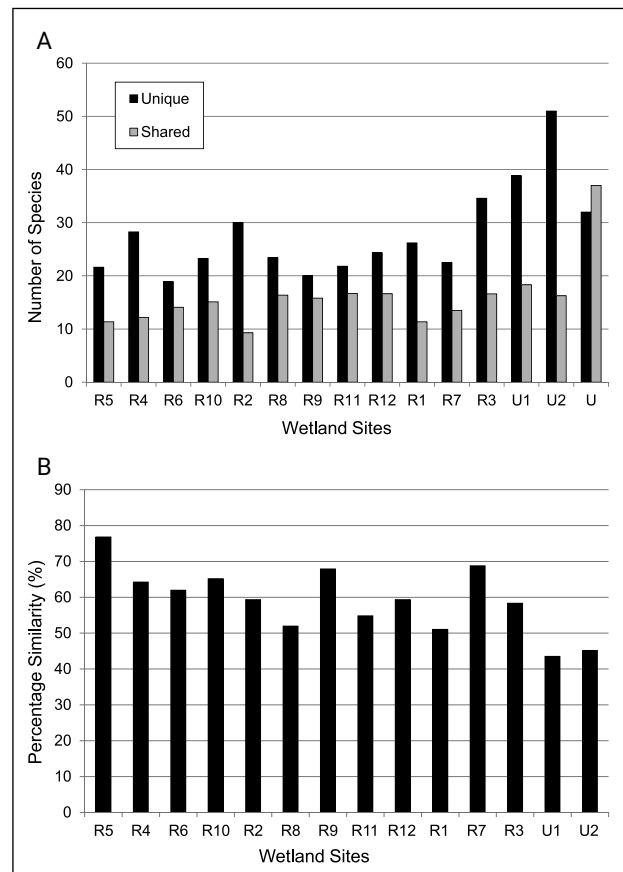 A
60
50
40
30
20
10
0
Number of Species
Unique
Shared
R5 R4 R6 R10 R2 R8 R9 R11 R12 R1 R7 R3 U1 U2 U
Wetland Sites
B
90
80
70
60
50
40
30
20
10
0
Percentage Similarity (%)
R5 R4 R6 R10 R2 R8 R9 R11 R12 R1 R7 R3 U1 U2
Wetland Sites